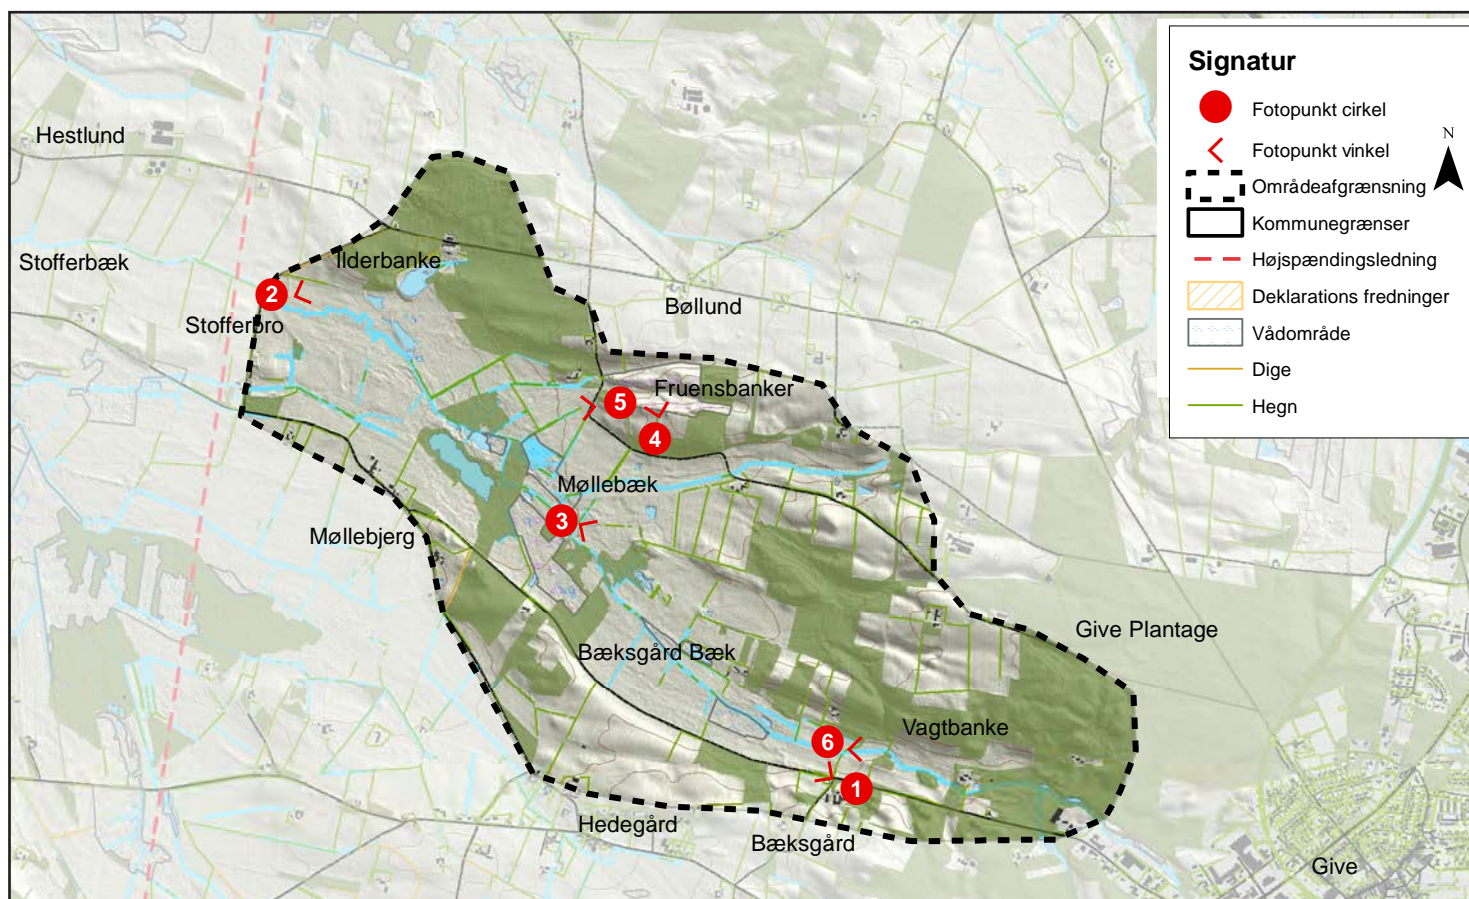 Signatur
Fotopunkt cirkel
Fotopunkt vinkel
N
Områdeafgrænsning
Kommunegrænser
Højspændingsledning
Deklarations fredninger
Vådområde
Dige
Hegn
Hestlund
Stofferbæk
Ilderbanke
2
Bøllund
Stofferbro
Fruensbanker
5
4
Møllebæk
3
Møllebjerg
Give Plantage
Bæksgård Bæk
Vagtbanke
6
1
Hedegård
Bæksgård
Give